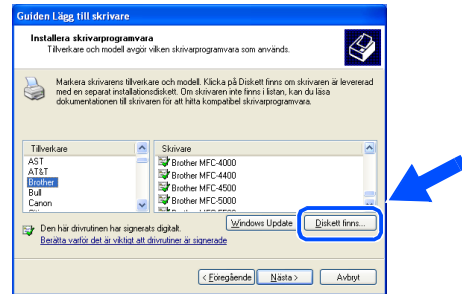 Guiden Lägg till skrivare
Installera skrivarprogramvara
Tillverkare och modell avgör vilken skrivarprogramvara som används.
Markera skrivarens tillverkare och modell. Klicka på Diskett finns om skrivaren är levererad
med en separat installationsdiskett. Om skrivaren inte finns i listan, kan du läsa
dokumentationen till skrivaren för att hitta kompatibel skrivarprogramvara.
Tillverkare
AST
AT&T
Brother
Bull
Canon
Skrivare
Brother MFC-4000
Brother MFC-4400
Brother MFC-4500
Brother MFC-5000
Den här drivrutinen har signerats digitalt.
Berätta varför det är viktigt att drivrutiner är signerade
Windows Update
Diskett finns...
< Föregående
Nästa >
Avbryt